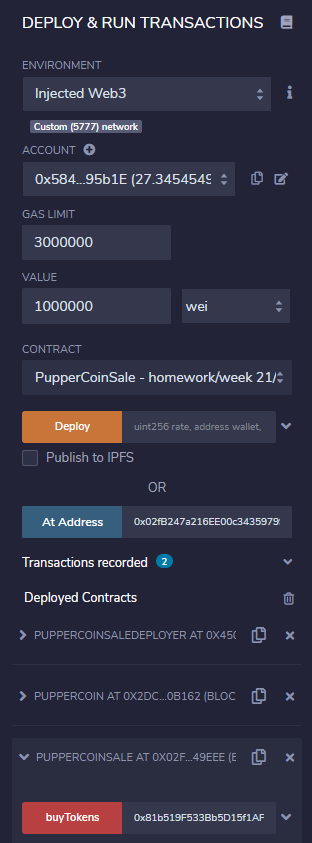 DEPLOY & RUN TRANSACTIONS
ENVIRONMENT
Injected Web3
Custom (5777) network
ACCOUNT
0x584...95b1E (27.3454549
GAS LIMIT
3000000
VALUE
1000000 wei
CONTRACT
PupperCoinSale - homework/week 21/
Deploy uint256 rate, address wallet,
Publish to IPFS
OR
At Address 0x02fB247a216EE00c3435979
Transactions recorded 2
Deployed Contracts
PUPPERCOINSALEDEPLOYER AT 0X450
PUPPERCOIN AT 0X2DC...0B162 (BLOC
PUPPERCOINSALE AT 0X02F...49EEE (E
buyTokens 0x81b519F533Bb5D15f1AF